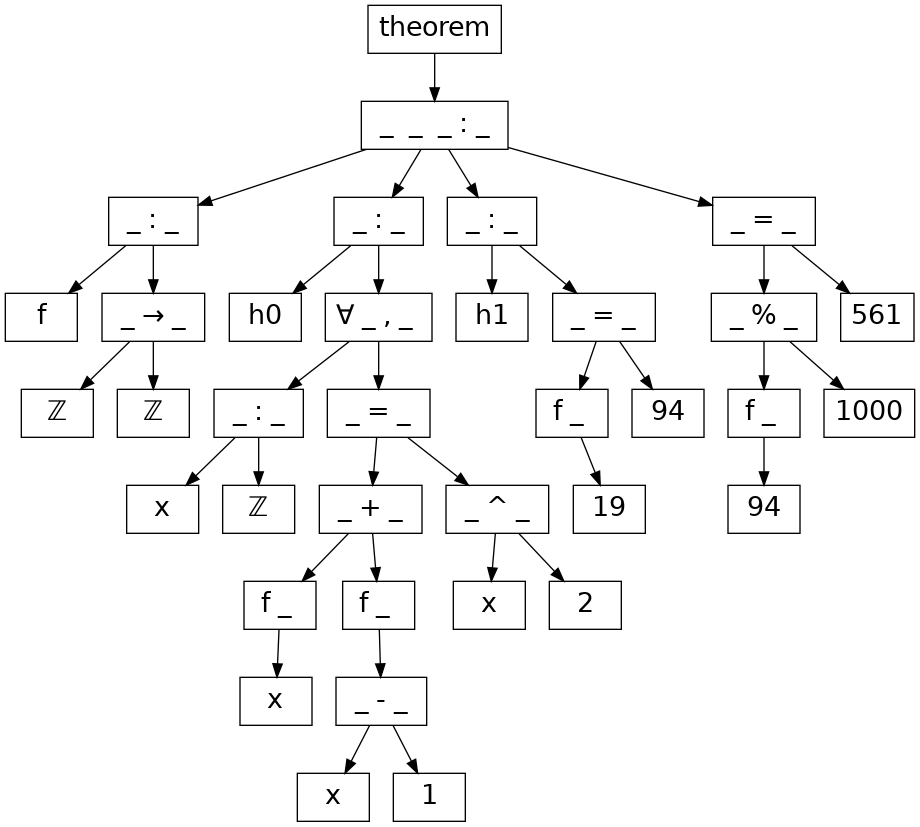 theorem
_ _ _ : _
_ : _ _ : _ _ : _ _ = _
f _ → _ h0 ∀ _ , _ h1 _ = _ _ % _ 561
ℤ ℤ _ : _ _ = _ f _ 94 f _ 1000
x ℤ _ + _ _ ^ _ 19 94
f _ f _ x 2
x _ - _
x 1